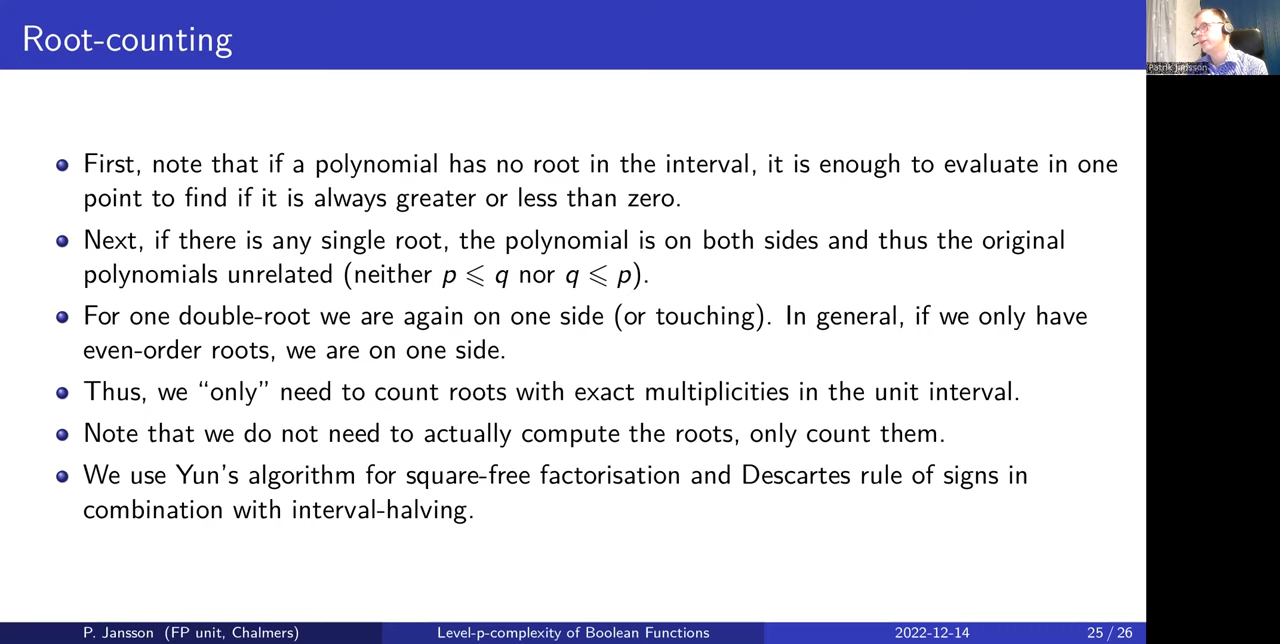 Root-counting
Patrik Jansson
First, note that if a polynomial has no root in the interval, it is enough to evaluate in one
point to find if it is always greater or less than zero.
Next, if there is any single root, the polynomial is on both sides and thus the original
polynomials unrelated (neither p ⩽ q nor q ⩽ p).
For one double-root we are again on one side (or touching). In general, if we only have
even-order roots, we are on one side.
Thus, we “only” need to count roots with exact multiplicities in the unit interval.
Note that we do not need to actually compute the roots, only count them.
We use Yun's algorithm for square-free factorisation and Descartes rule of signs in
combination with interval-halving.
P. Jansson (FP unit, Chalmers) Level-p-complexity of Boolean Functions 2022-12-14 25 / 26